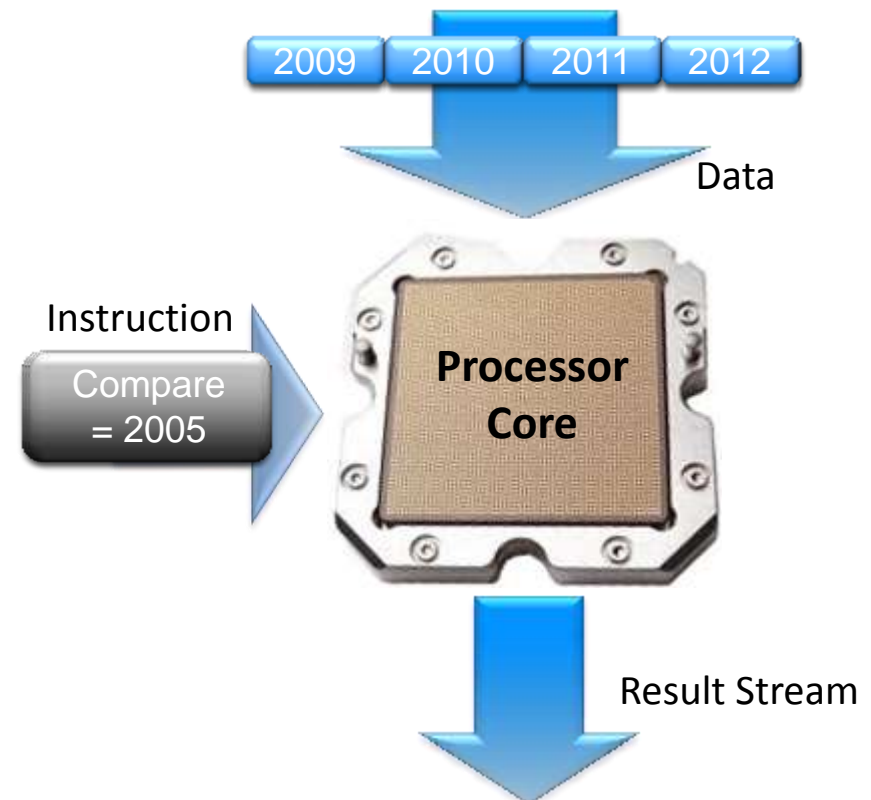 2009 2010 2011 2012
Data
Instruction
Compare
= 2005
Processor
Core
Result Stream